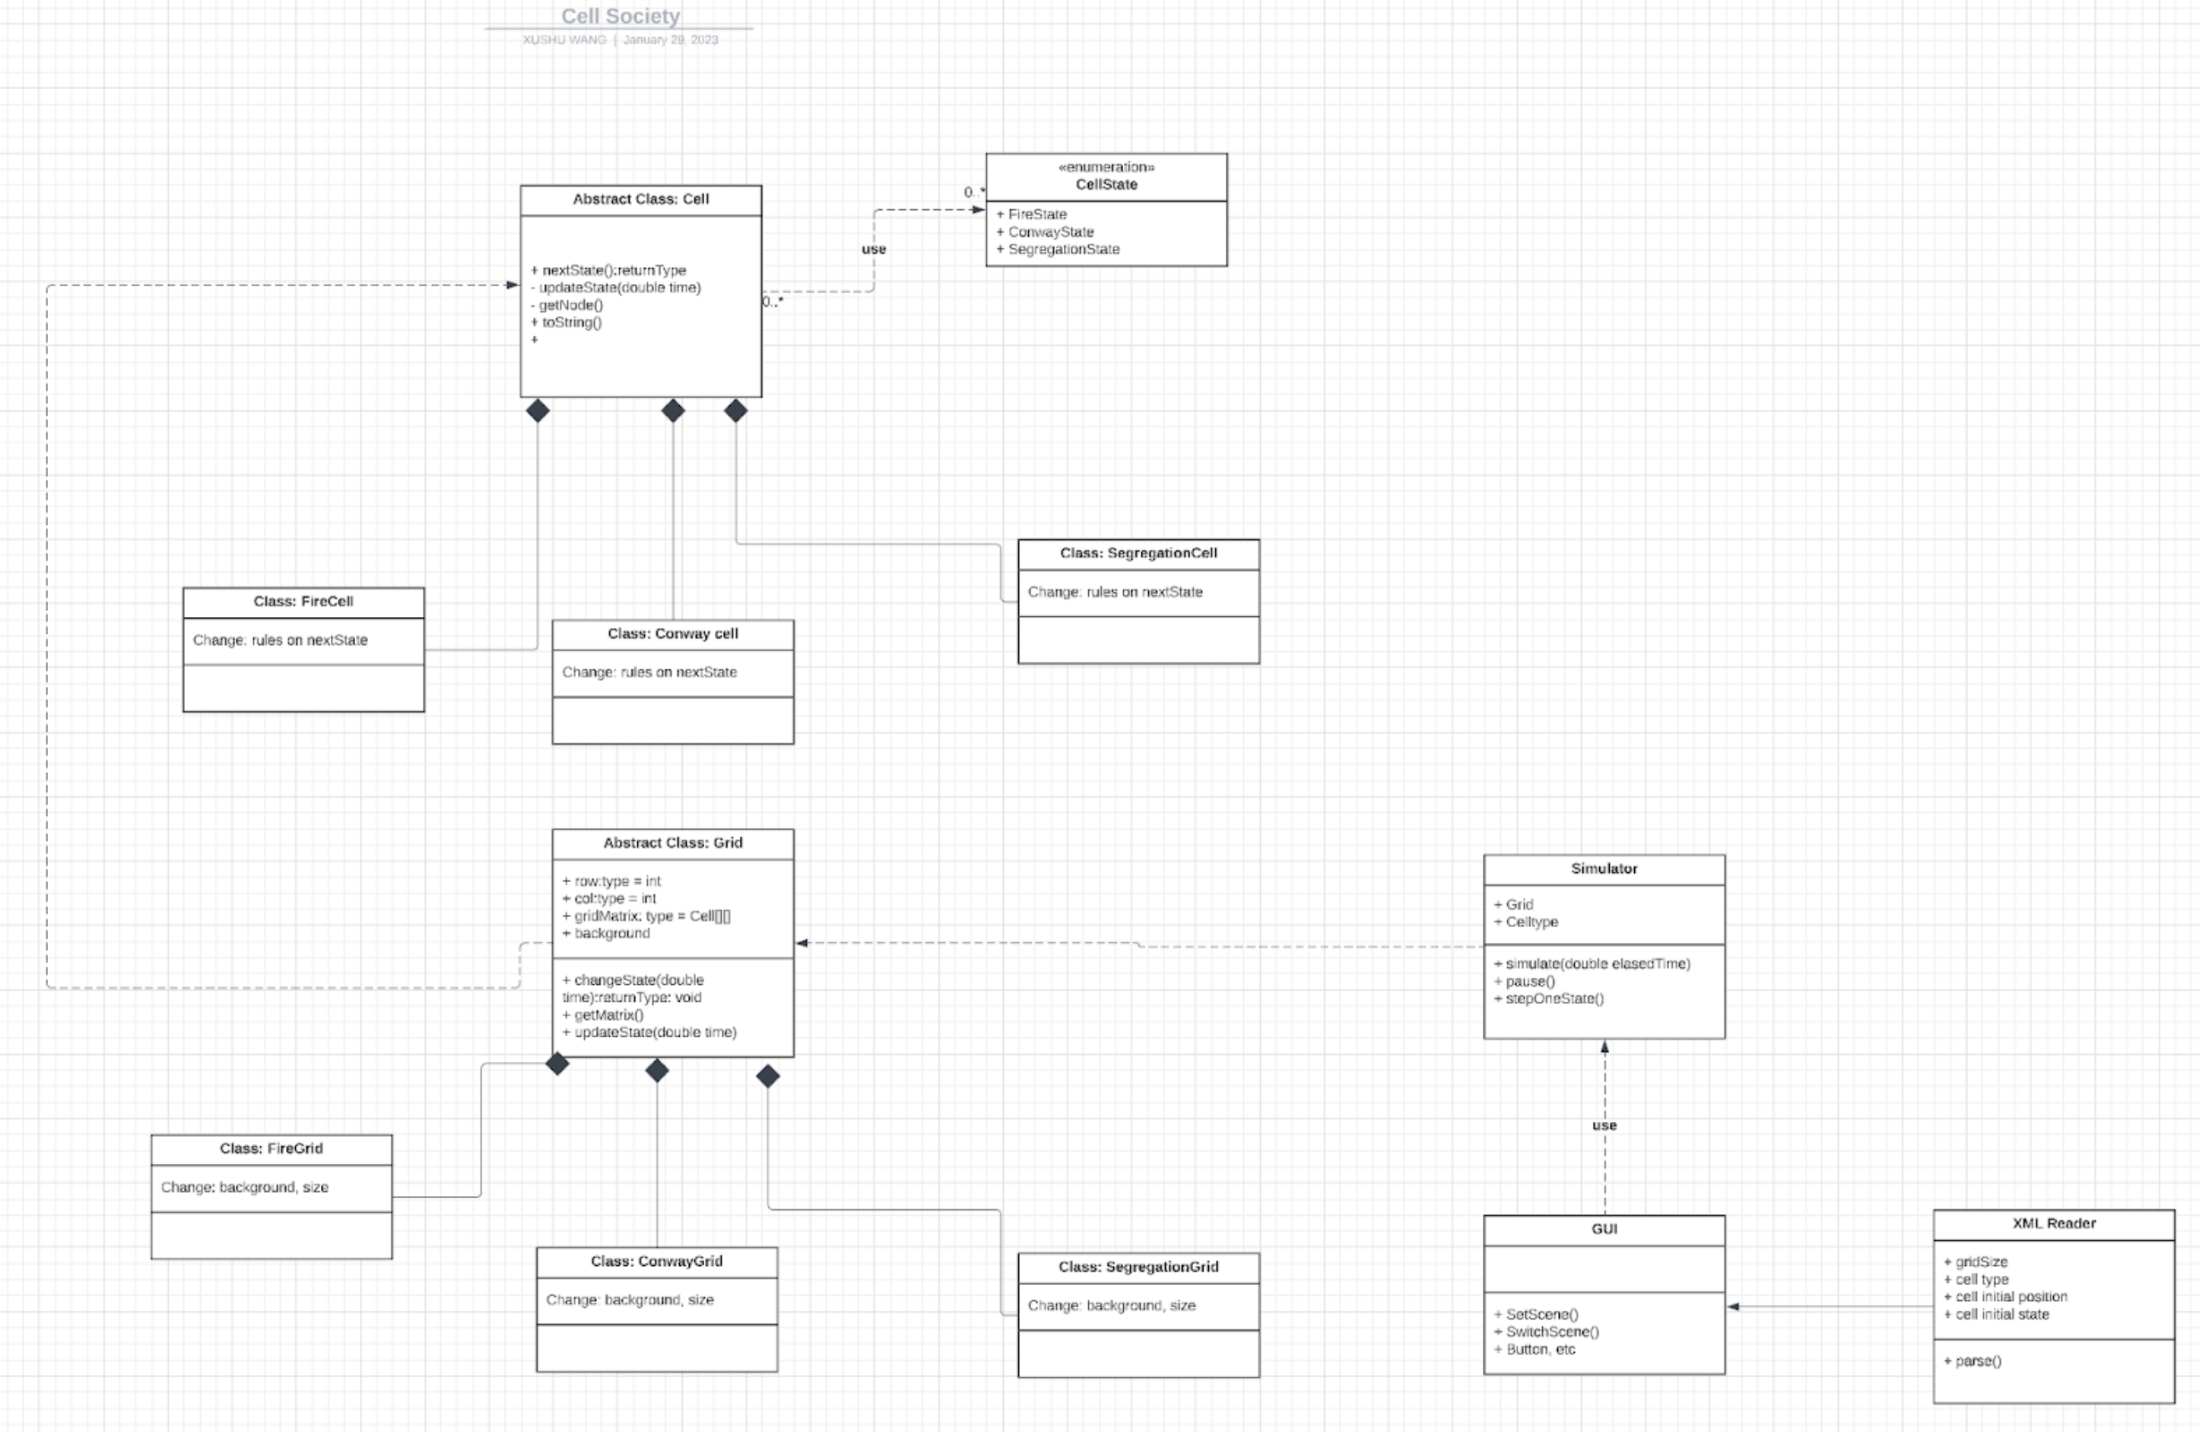 Cell Society
XUSHU WANG | January 29, 2023
«enumeration»
CellState
+ FireState
+ ConwayState
+ SegregationState
0..*
use
0..*
Abstract Class: Cell
+ nextState():returnType
- updateState(double time)
- getNode()
+ toString()
+
Class: FireCell
Change: rules on nextState
Class: Conway cell
Change: rules on nextState
Class: SegregationCell
Change: rules on nextState
Abstract Class: Grid
+ row:type = int
+ col:type = int
+ gridMatrix: type = Cell[][]
+ background
+ changeState(double
time):returnType: void
+ getMatrix()
+ updateState(double time)
Simulator
+ Grid
+ Celltype
+ simulate(double elasedTime)
+ pause()
+ stepOneState()
use
Class: FireGrid
Change: background, size
Class: ConwayGrid
Change: background, size
Class: SegregationGrid
Change: background, size
GUI
+ SetScene()
+ SwitchScene()
+ Button, etc
XML Reader
+ gridSize
+ cell type
+ cell initial position
+ cell initial state
+ parse()